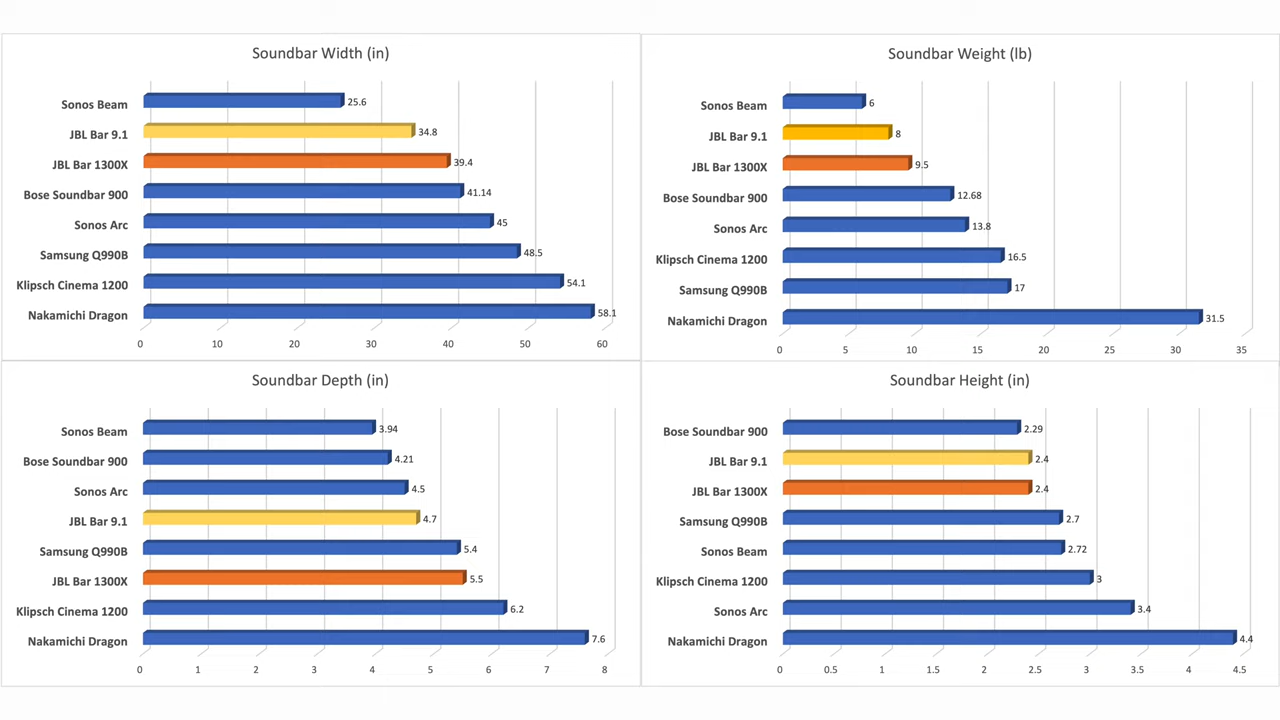 Soundbar Width (in)
Sonos Beam 25.6
JBL Bar 9.1 34.8
JBL Bar 1300X 39.4
Bose Soundbar 900 41.14
Sonos Arc 45
Samsung Q990B 48.5
Klipsch Cinema 1200 54.1
Nakamichi Dragon 58.1
0 10 20 30 40 50 60
Soundbar Weight (lb)
Sonos Beam 6
JBL Bar 9.1 8
JBL Bar 1300X 9.5
Bose Soundbar 900 12.68
Sonos Arc 13.8
Klipsch Cinema 1200 16.5
Samsung Q990B 17
Nakamichi Dragon 31.5
0 5 10 15 20 25 30 35
Soundbar Depth (in)
Sonos Beam 3.94
Bose Soundbar 900 4.21
Sonos Arc 4.5
JBL Bar 9.1 4.7
Samsung Q990B 5.4
JBL Bar 1300X 5.5
Klipsch Cinema 1200 6.2
Nakamichi Dragon 7.6
0 1 2 3 4 5 6 7 8
Soundbar Height (in)
Bose Soundbar 900 2.29
JBL Bar 9.1 2.4
JBL Bar 1300X 2.4
Samsung Q990B 2.7
Sonos Beam 2.72
Klipsch Cinema 1200 3
Sonos Arc 3.4
Nakamichi Dragon 4.4
0 0.5 1 1.5 2 2.5 3 3.5 4 4.5